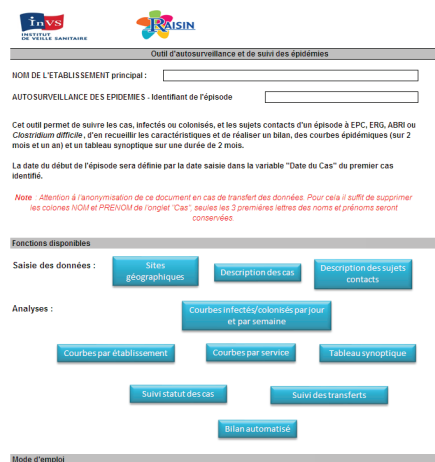 InVS
INSTITUT
DE VEILLE SANITAIRE
RAISIN
Outil d'autosurveillance et de suivi des épidémies
NOM DE L'ETABLISSEMENT principal :
AUTOSURVEILLANCE DES EPIDEMIES - Identifiant de l'épisode
Cet outil permet de suivre les cas, infectés ou colonisés, et les sujets contacts d'un épisode à EPC, ERG, ABRI ou
Clostridium difficile, d'en recueillir les caractéristiques et de réaliser un bilan, des courbes épidémiques (sur 2
mois et un an) et un tableau synoptique sur une durée de 2 mois.
La date du début de l'épisode sera définie par la date saisie dans la variable "Date du Cas" du premier cas
identifié.
Note : Attention à l'anonymisation de ce document en cas de transfert des données. Pour cela il suffit de supprimer
les colones NOM et PRENOM de l'onglet "Cas", seules les 3 premières lettres des noms et prénoms seront
conservées
Fonctions disponibles
Saisie des données :
Sites
géographiques
Description des cas
Description des sujets
contacts
Analyses :
Courbes infectés/colonisés par jour
et par semaine
Courbes par établissement
Courbes par service
Tableau synoptique
Suivi statut des cas
Suivi des transferts
Bilan automatisé
Mode d'emploi